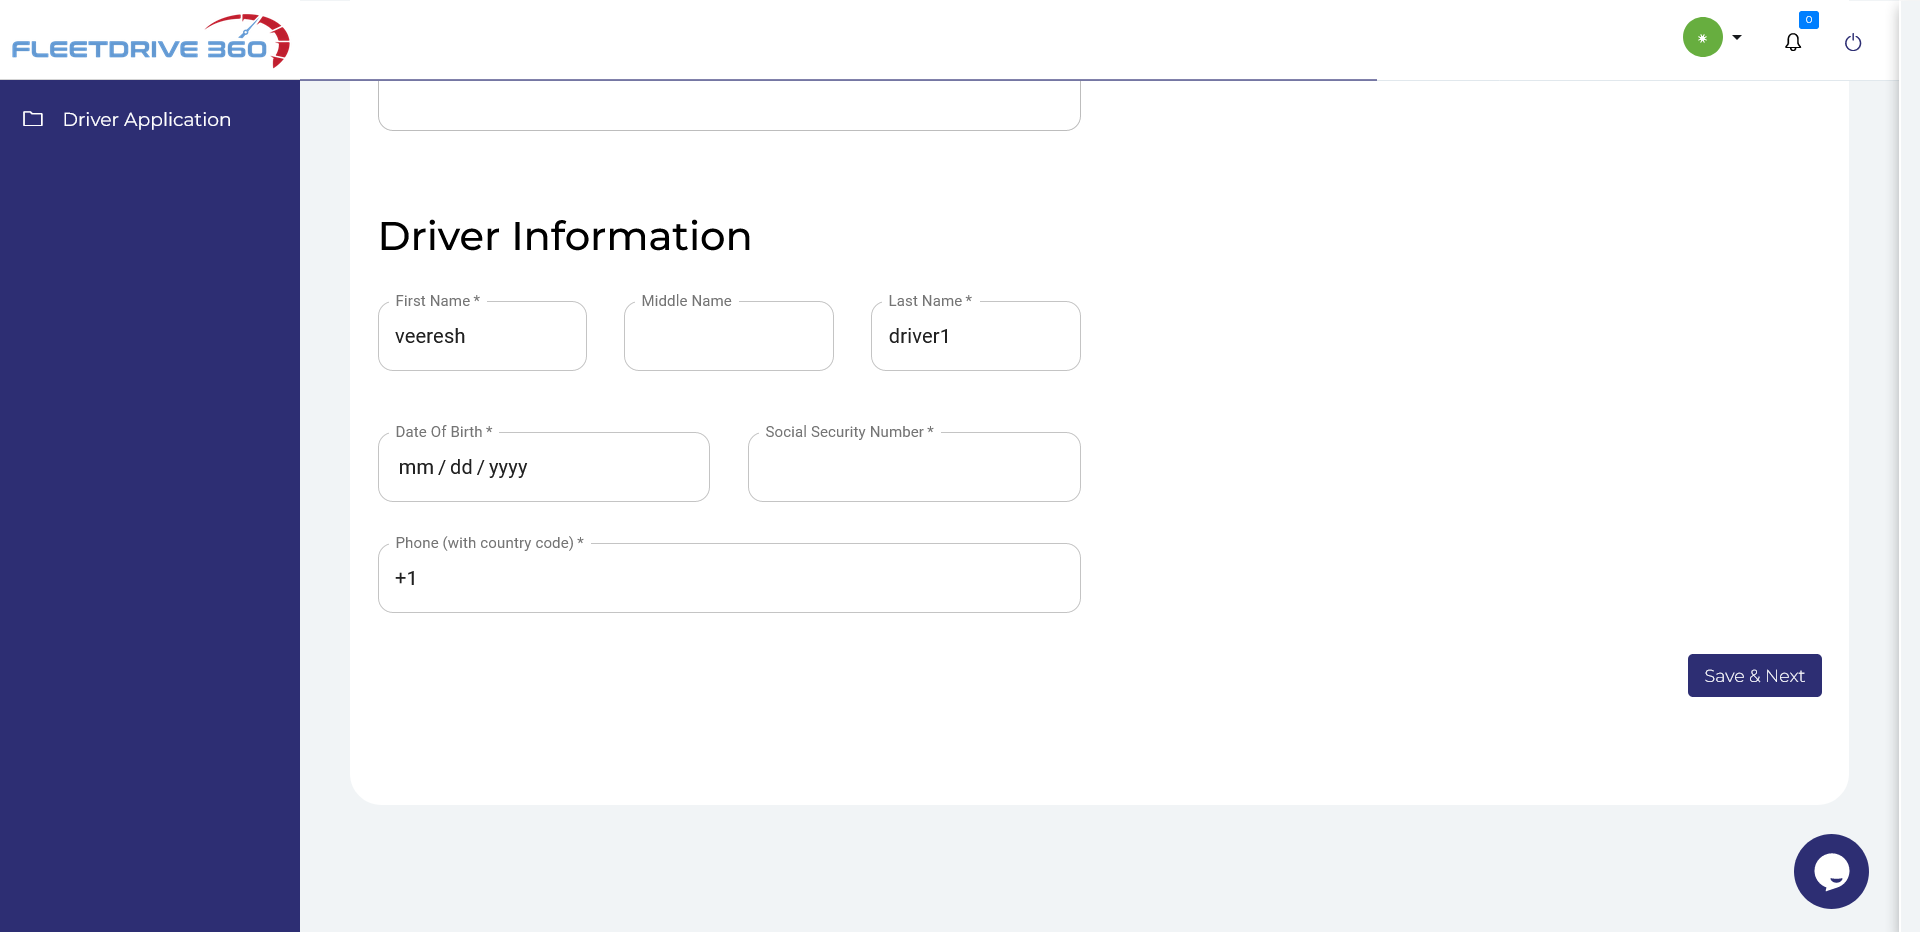 FLEETDRIVE 360
0
Driver Application
Driver Information
First Name *
Middle Name
Last Name *
veeresh
driver1
Date Of Birth *
Social Security Number *
mm / dd / yyyy
Phone (with country code) *
+1
Save & Next